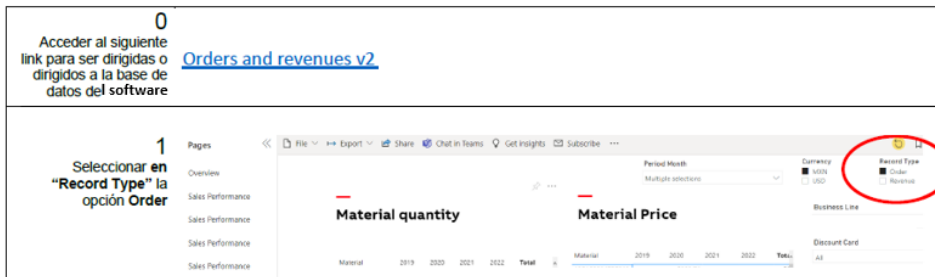 0
Acceder al siguiente
link para ser dirigidas o
dirigidos a la base de
datos del software
Orders and revenues v2
1
Seleccionar en
"Record Type" la
opción Order
Pages
File Export Share Chat in Teams Get insights Subscribe ...
Overview
Sales Performance
Sales Performance
Sales Performance
Sales Performance
Period Month
Multiple selections
Currency
MXN
USD
Record Type
Order
Revenue
Business Line
Discount Card
All
Material quantity
Material 2019 2020 2021 2022 Total
Material Price
Material 2019 2020 2021 2022 Total